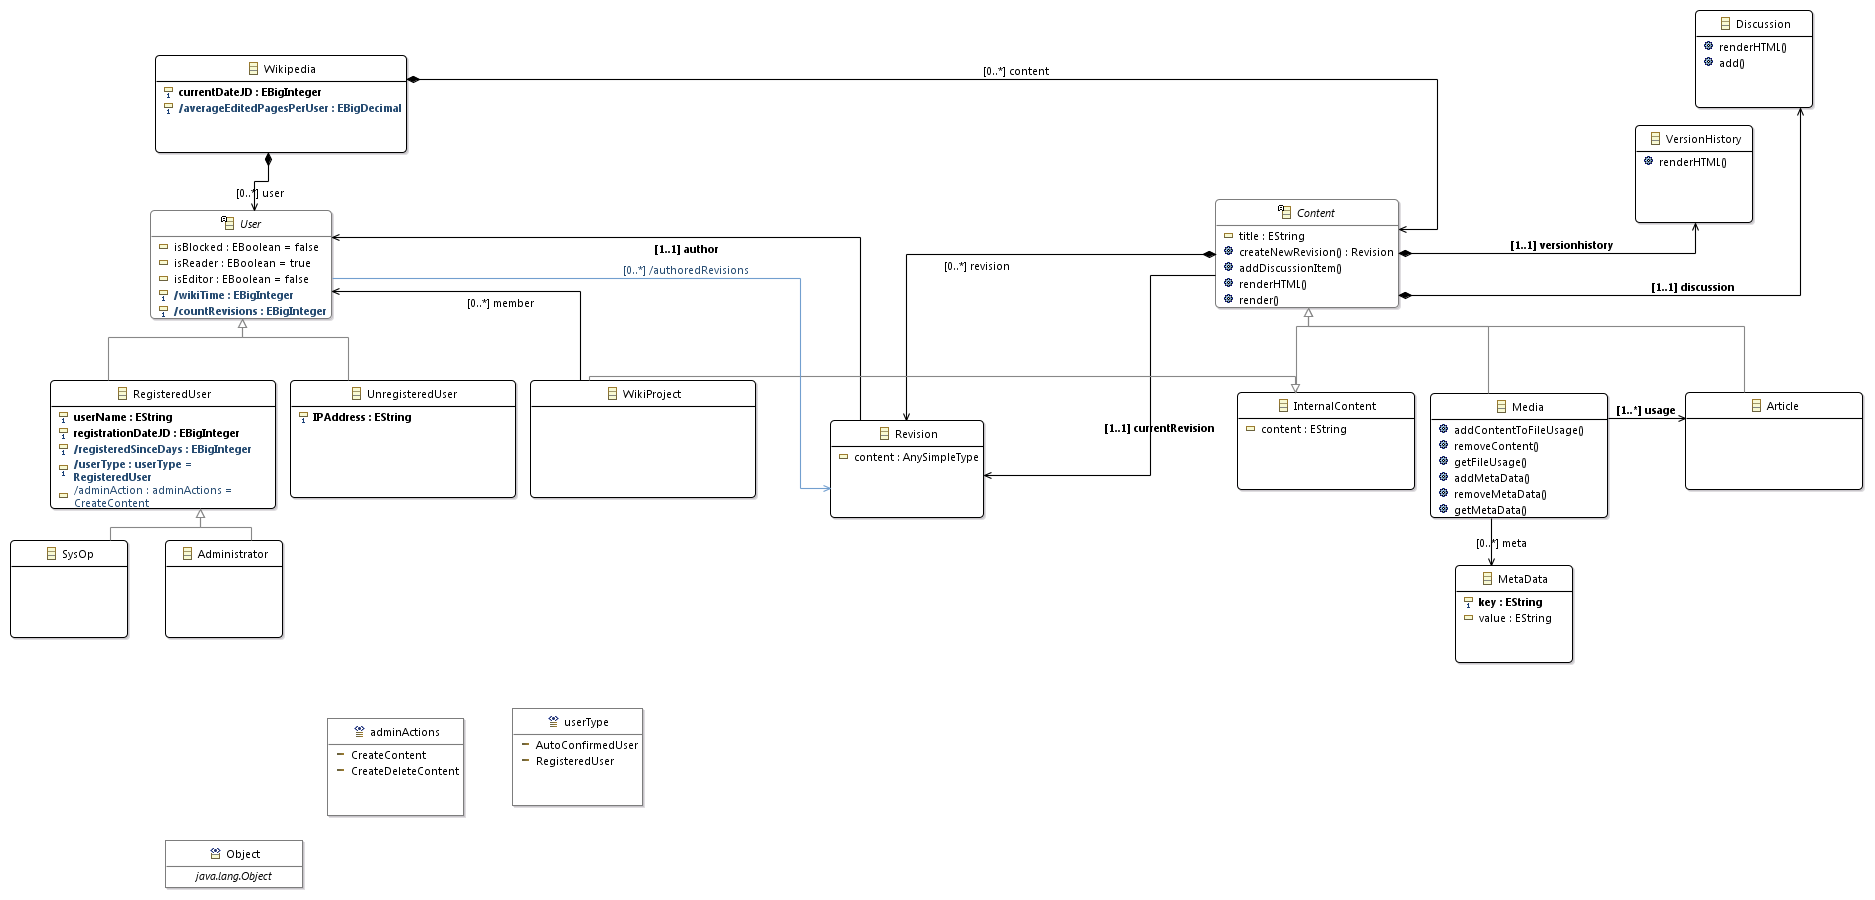 Discussion
renderHTML()
add()
Wikipedia
currentDateJD : EBigInteger
/averageEditedPagesPerUser : EBigDecimal
[0..*] content
VersionHistory
renderHTML()
[0..*] user
User
isBlocked : EBoolean = false
isReader : EBoolean = true
isEditor : EBoolean = false
/wikiTime : EBigInteger
/countRevisions : EBigInteger
[1..1] author
[0..*] /authoredRevisions
[0..*] member
[0..*] revision
Content
title : EString
createNewRevision() : Revision
addDiscussionItem()
renderHTML()
render()
[1..1] versionhistory
[1..1] discussion
RegisteredUser
userName : EString
registrationDateJD : EBigInteger
/registeredSinceDays : EBigInteger
/userType : userType =
RegisteredUser
/adminAction : adminActions =
CreateContent
UnregisteredUser
IPAddress : EString
WikiProject
Revision
content : AnySimpleType
[1..1] currentRevision
InternalContent
content : EString
Media
addContentToFileUsage()
removeContent()
getFileUsage()
addMetaData()
removeMetaData()
getMetaData()
[1..*] usage
Article
SysOp
Administrator
[0..*] meta
MetaData
key : EString
value : EString
adminActions
CreateContent
CreateDeleteContent
userType
AutoConfirmedUser
RegisteredUser
Object
java.lang.Object